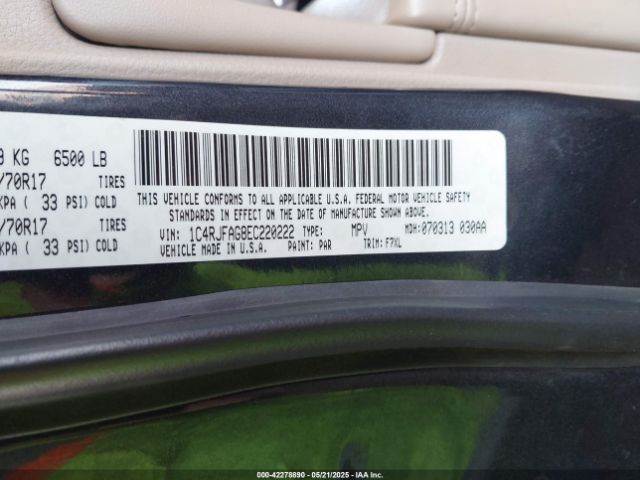 KG 6500 LB
/70R17 TIRES
KPA ( 33 PSI) COLD
/70R17 TIRES
KPA ( 33 PSI) COLD
THIS VEHICLE CONFORMS TO ALL APPLICABLE U.S.A. FEDERAL MOTOR VEHICLE SAFETY
STANDARDS IN EFFECT ON THE DATE OF MANUFACTURE SHOWN ABOVE.
VIN: 1C4RJFAG8EC220222 TYPE: MPV MDH: 070313 030AA
VEHICLE MADE IN U.S.A. PAINT: PAR TRIM: F7XL
000-42278890 - 05/21/2025 - IAA Inc.